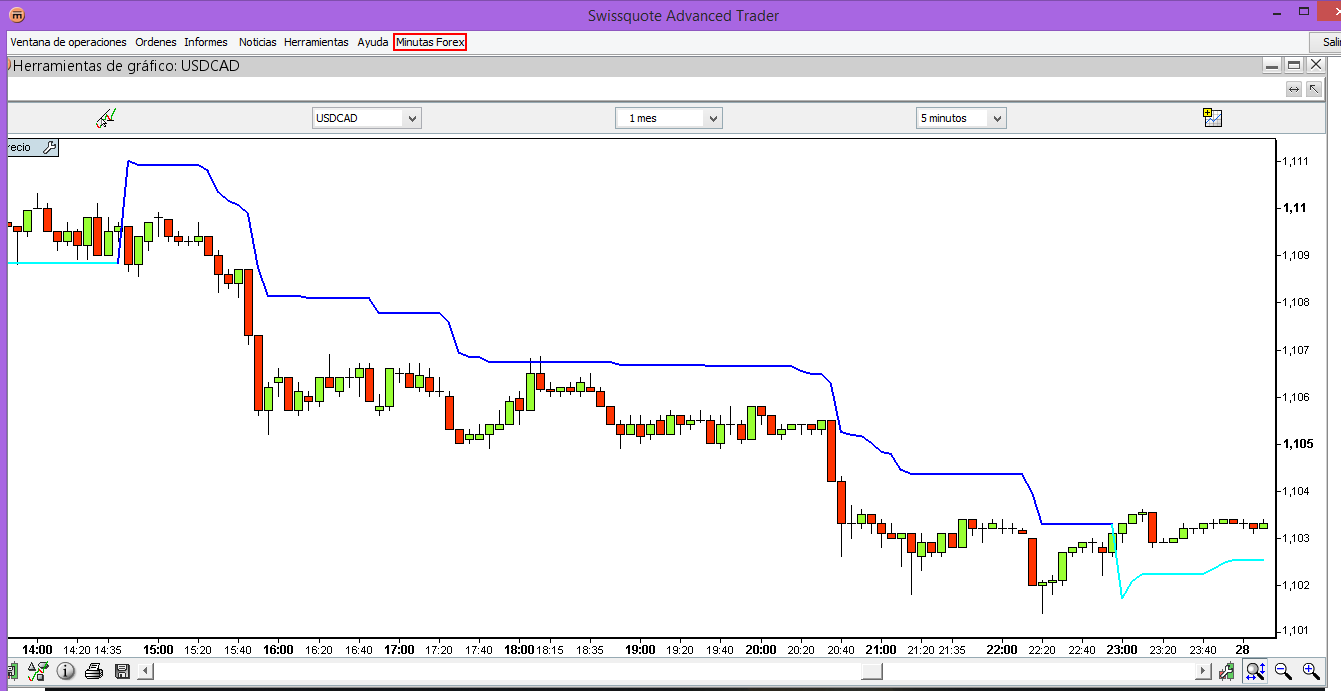 Swissquote Advanced Trader
Ventana de operaciones Ordenes Informes Noticias Herramientas Ayuda Minutas Forex Sali
Herramientas de gráfico: USDCAD
USDCAD 1 mes 5 minutos
recio
1,111
1,11
1,109
1,108
1,107
1,106
1,105
1,104
1,103
1,102
1,101
14:00 14:20 14:35 15:00 15:20 15:40 16:00 16:20 16:40 17:00 17:20 17:40 18:00 18:15 18:35 19:00 19:20 19:40 20:00 20:20 20:40 21:00 21:20 21:35 22:00 22:20 22:40 23:00 23:20 23:40 28